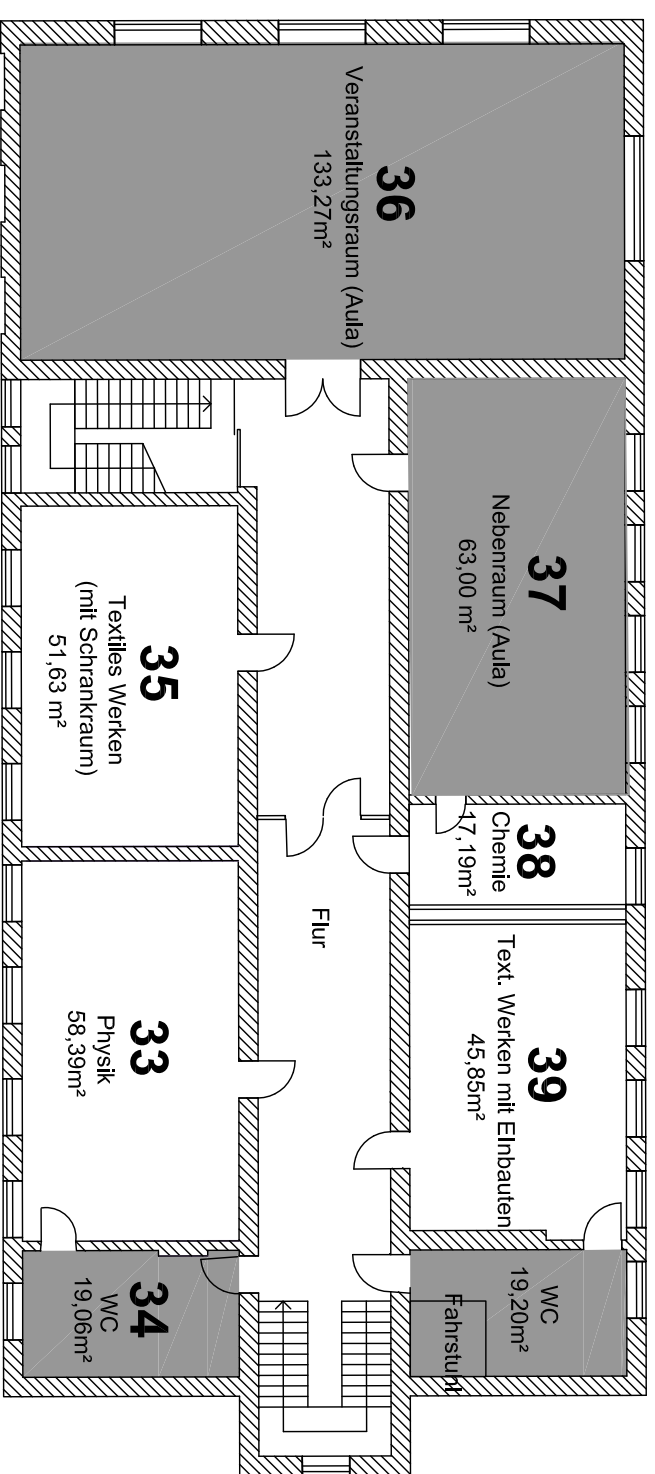 36
Veranstaltungsraum (Aula)
133,27m²
37
Nebenraum (Aula)
63,00 m²
38
Chemie
17,19m²
39
Text. Werken mit EInbauten
45,85m²
WC
19,20m²
Fahrstuhl
Flur
35
Textiles Werken
(mit Schrankraum)
51,63 m²
33
Physik
58,39m²
34
WC
19,06m²